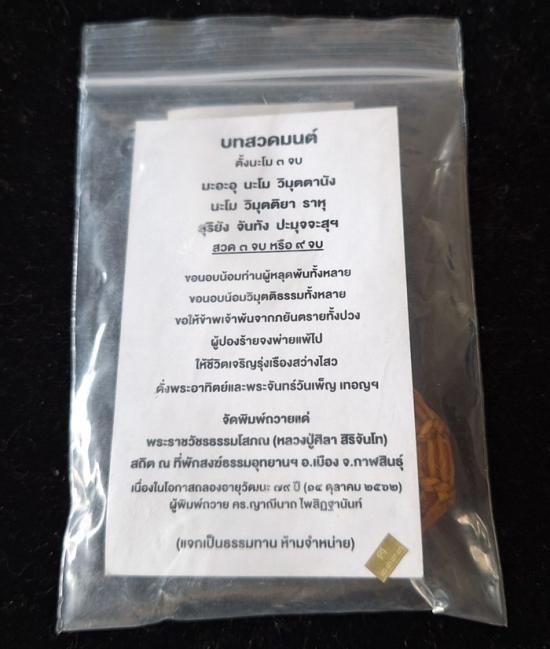 บทสวดมนต์
ตั้งนะโม ๓ จบ
มะอะอุ นะโม วิมุตตานัง
นะโม วิมุตติยา ราหุ
สุริยัง จันทัง ปะมุจจะสุฯ
สวด ๓ จบ หรือ ๙ จบ
ขอนอบน้อมท่านผู้หลุดพ้นทั้งหลาย
ขอนอบน้อมวิมุตติธรรมทั้งหลาย
ขอให้ข้าพเจ้าพ้นจากภยันตรายทั้งปวง
ผู้ปองร้ายจงพ่ายแพ้ไป
ให้ชีวิตเจริญรุ่งเรืองสว่างไสว
ดั่งพระอาทิตย์และพระจันทร์วันเพ็ญ เทอญฯ
จัดพิมพ์ถวายแด่
พระราชวัชรธรรมโสภณ (หลวงปู่ศิลา สิริจันโท)
สถิต ณ ที่พักสงฆ์ธรรมอุทยานฯ อ.เมือง จ.กาฬสินธุ์
เนื่องในโอกาสฉลองอายุวัฒนะ ๗๙ ปี (๑๔ ตุลาคม ๒๕๖๒)
ผู้พิมพ์ถวาย ดร.ญาณีนาถ ไพสิฏฐานันท์
(แจกเป็นธรรมทาน ห้ามจำหน่าย)